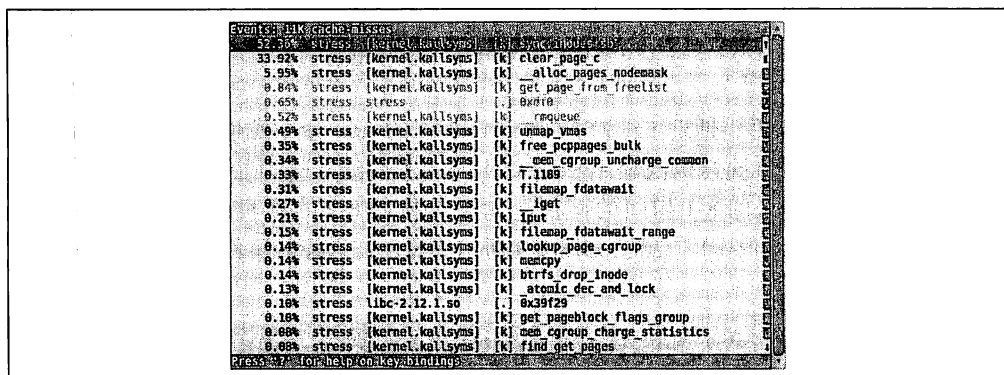 Events: 11K cache-misses
52.36% stress [kernel.kallsyms] [k] sync_inodes_sb
33.92% stress [kernel.kallsyms] [k] clear_page_c
5.95% stress [kernel.kallsyms] [k] __alloc_pages_nodemask
0.84% stress [kernel.kallsyms] [k] get_page_from_freelist
0.65% stress stress [.]
0.52% stress [kernel.kallsyms] [k] __rmqueue
0.49% stress [kernel.kallsyms] [k] unmap_vmas
0.35% stress [kernel.kallsyms] [k] free_pcppages_bulk
0.34% stress [kernel.kallsyms] [k] __mem_cgroup_uncharge_common
0.33% stress [kernel.kallsyms] [k] T.1189
0.31% stress [kernel.kallsyms] [k] filemap_fdatawait
0.27% stress [kernel.kallsyms] [k] __iget
0.21% stress [kernel.kallsyms] [k] iput
0.15% stress [kernel.kallsyms] [k] filemap_fdatawait_range
0.14% stress [kernel.kallsyms] [k] lookup_page_cgroup
0.14% stress [kernel.kallsyms] [k] memcpy
0.14% stress [kernel.kallsyms] [k] btrfs_drop_inode
0.13% stress [kernel.kallsyms] [k] _atomic_dec_and_lock
0.10% stress libc-2.12.1.so [.] 0x39f29
0.10% stress [kernel.kallsyms] [k] get_pageblock_flags_group
0.08% stress [kernel.kallsyms] [k] mem_cgroup_charge_statistics
0.08% stress [kernel.kallsyms] [k] find_get_pages
Press '?' for help on key bindings